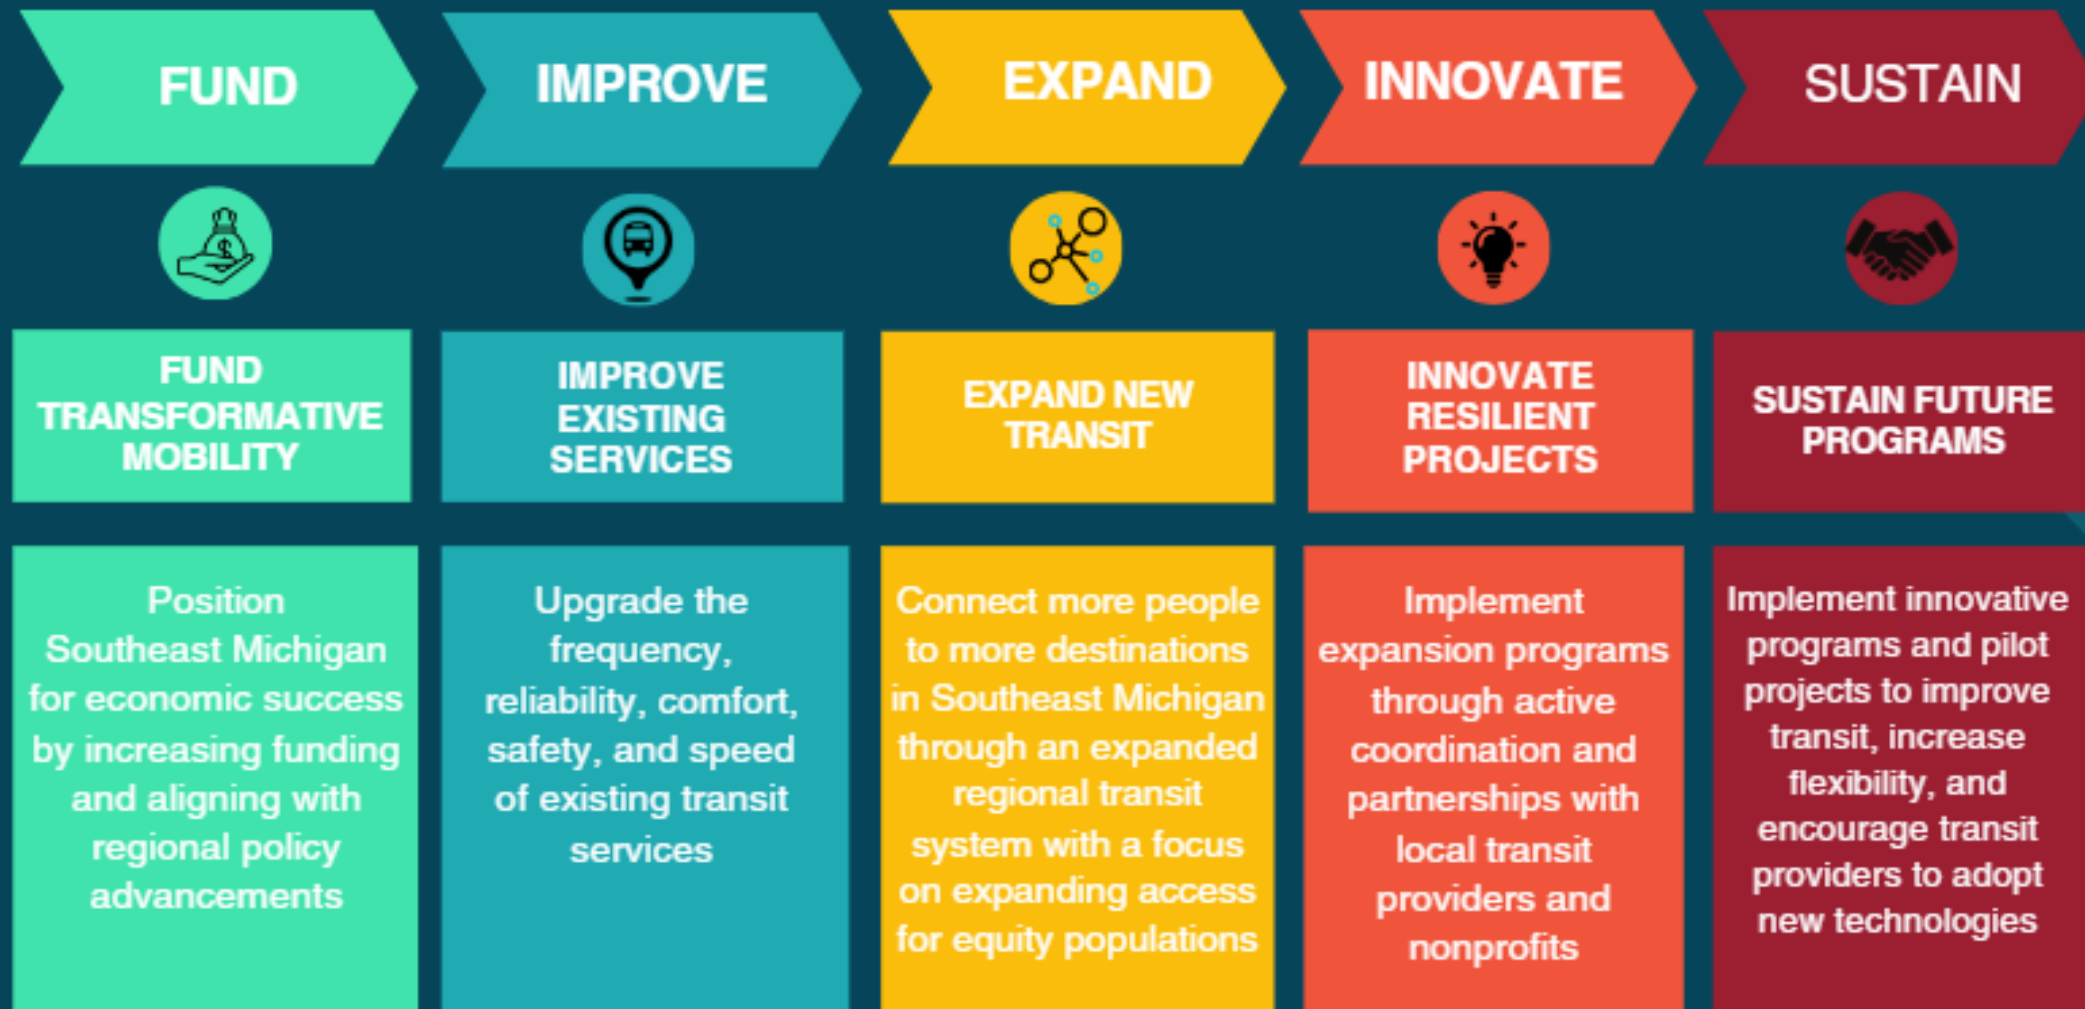 FUND
IMPROVE
EXPAND
INNOVATE
SUSTAIN
$
FUND
TRANSFORMATIVE
MOBILITY
IMPROVE
EXISTING
SERVICES
EXPAND NEW
TRANSIT
INNOVATE
RESILIENT
PROJECTS
SUSTAIN FUTURE
PROGRAMS
Position
Southeast Michigan
for economic success
by increasing funding
and aligning with
regional policy
advancements
Upgrade the
frequency,
reliability, comfort,
safety, and speed
of existing transit
services
Connect more people
to more destinations
in Southeast Michigan
through an expanded
regional transit
system with a focus
on expanding access
for equity populations
Implement
expansion programs
through active
coordination and
partnerships with
local transit
providers and
nonprofits
Implement innovative
programs and pilot
projects to improve
transit, increase
flexibility, and
encourage transit
providers to adopt
new technologies